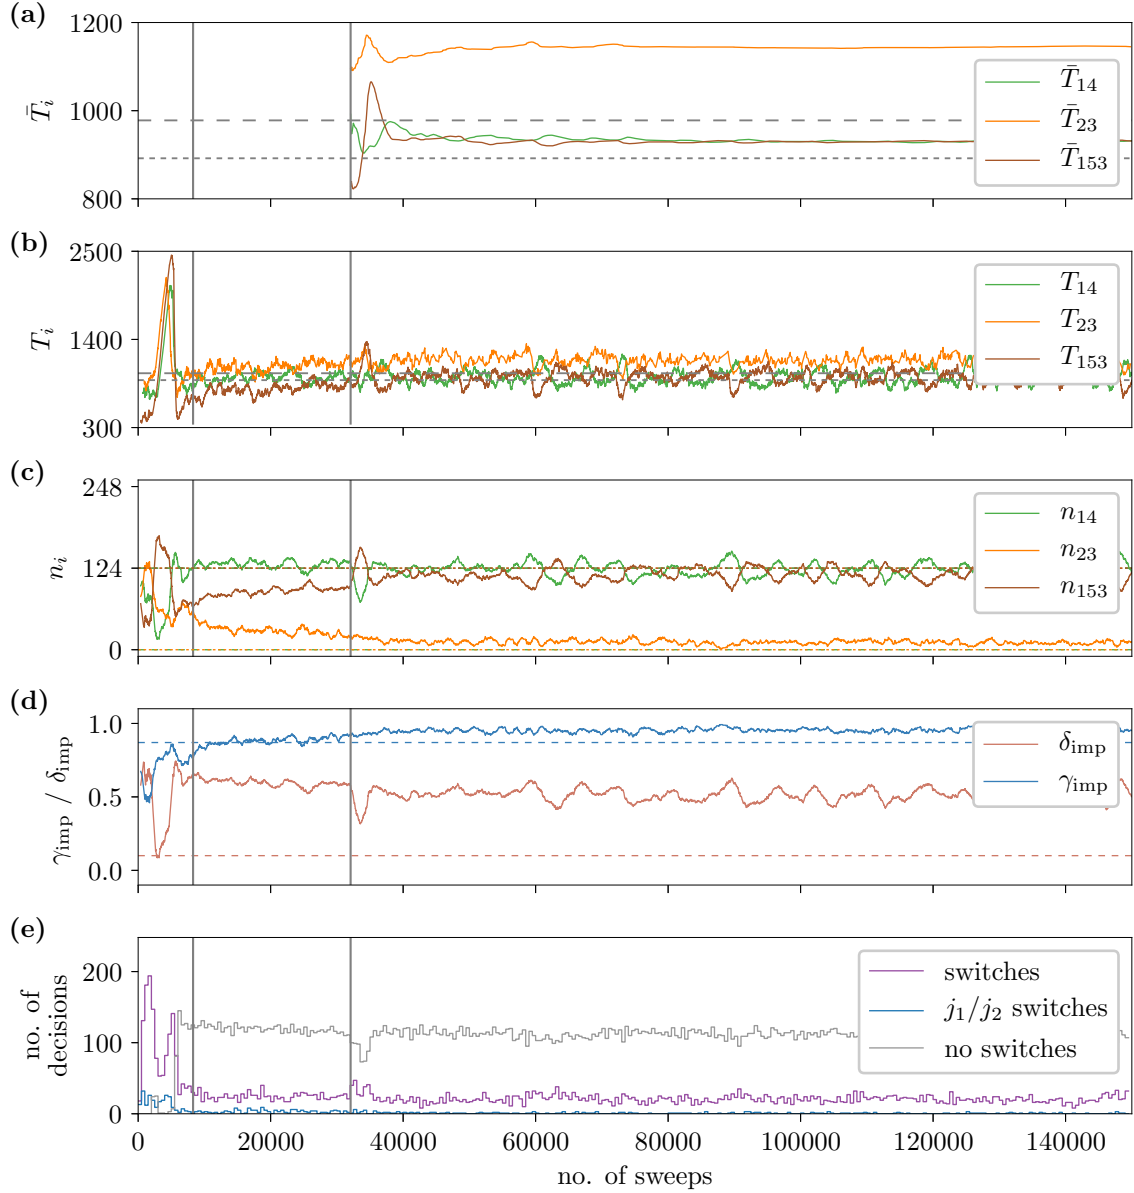 (a)
1200
1000
800
T̄ᵢ
T̄₁₄
T̄₂₃
T̄₁₅₃
(b)
2500
1400
300
Tᵢ
T₁₄
T₂₃
T₁₅₃
(c)
248
124
0
nᵢ
n₁₄
n₂₃
n₁₅₃
(d)
1.0
0.5
0.0
γimp / δimp
δimp
γimp
(e)
200
100
0
no. of
decisions
switches
j₁/j₂ switches
no switches
0 20000 40000 60000 80000 100000 120000 140000
no. of sweeps